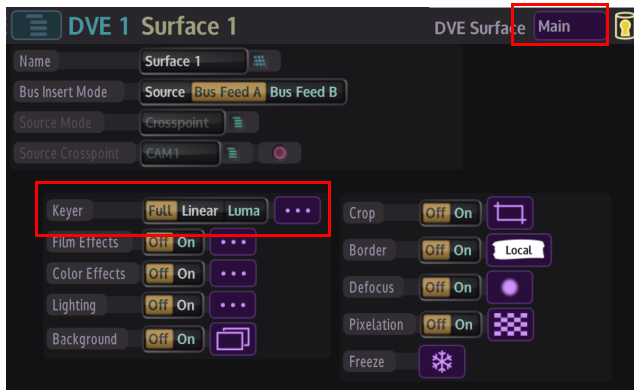 DVE 1 Surface 1 DVE Surface Main
Name Surface 1
Bus Insert Mode Source Bus Feed A Bus Feed B
Source Mode Crosspoint
Source Crosspoint CAM1
Keyer Full Linear Luma
Film Effects Off On
Color Effects Off On
Lighting Off On
Background Off On
Crop Off On
Border Off On Local
Defocus Off On
Pixelation Off On
Freeze